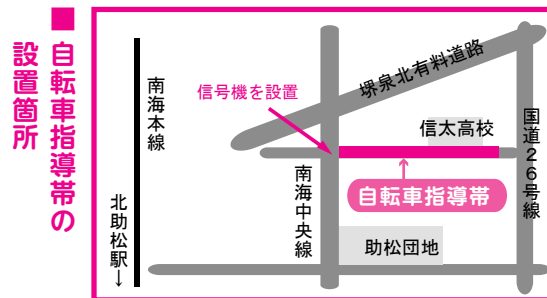 ■自転車指導帯の
設置箇所
南海本線
北助松駅↓
信号機を設置
堺泉北有料道路
信太高校
国道26号線
自転車指導帯
南海中央線
助松団地